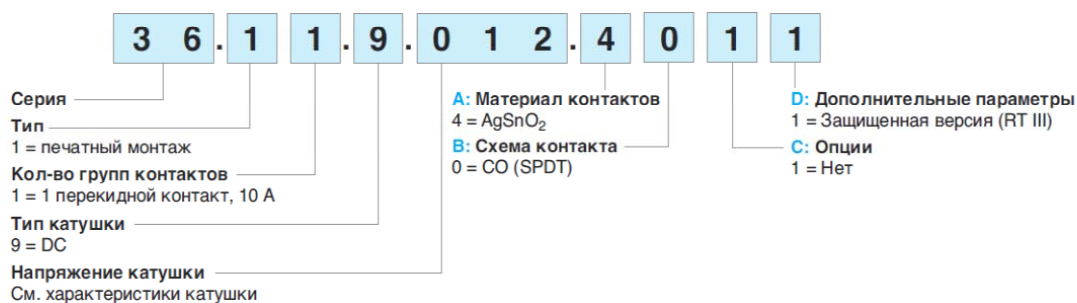 3 6 . 1 1 . 9 . 0 1 2 . 4 0 1 1
Серия
Тип
1 = печатный монтаж
Кол-во групп контактов
1 = 1 перекидной контакт, 10 A
Тип катушки
9 = DC
Напряжение катушки
См. характеристики катушки
A: Материал контактов
4 = AgSnO₂
B: Схема контакта
0 = CO (SPDT)
D: Дополнительные параметры
1 = Защищенная версия (RT III)
C: Опции
1 = Нет